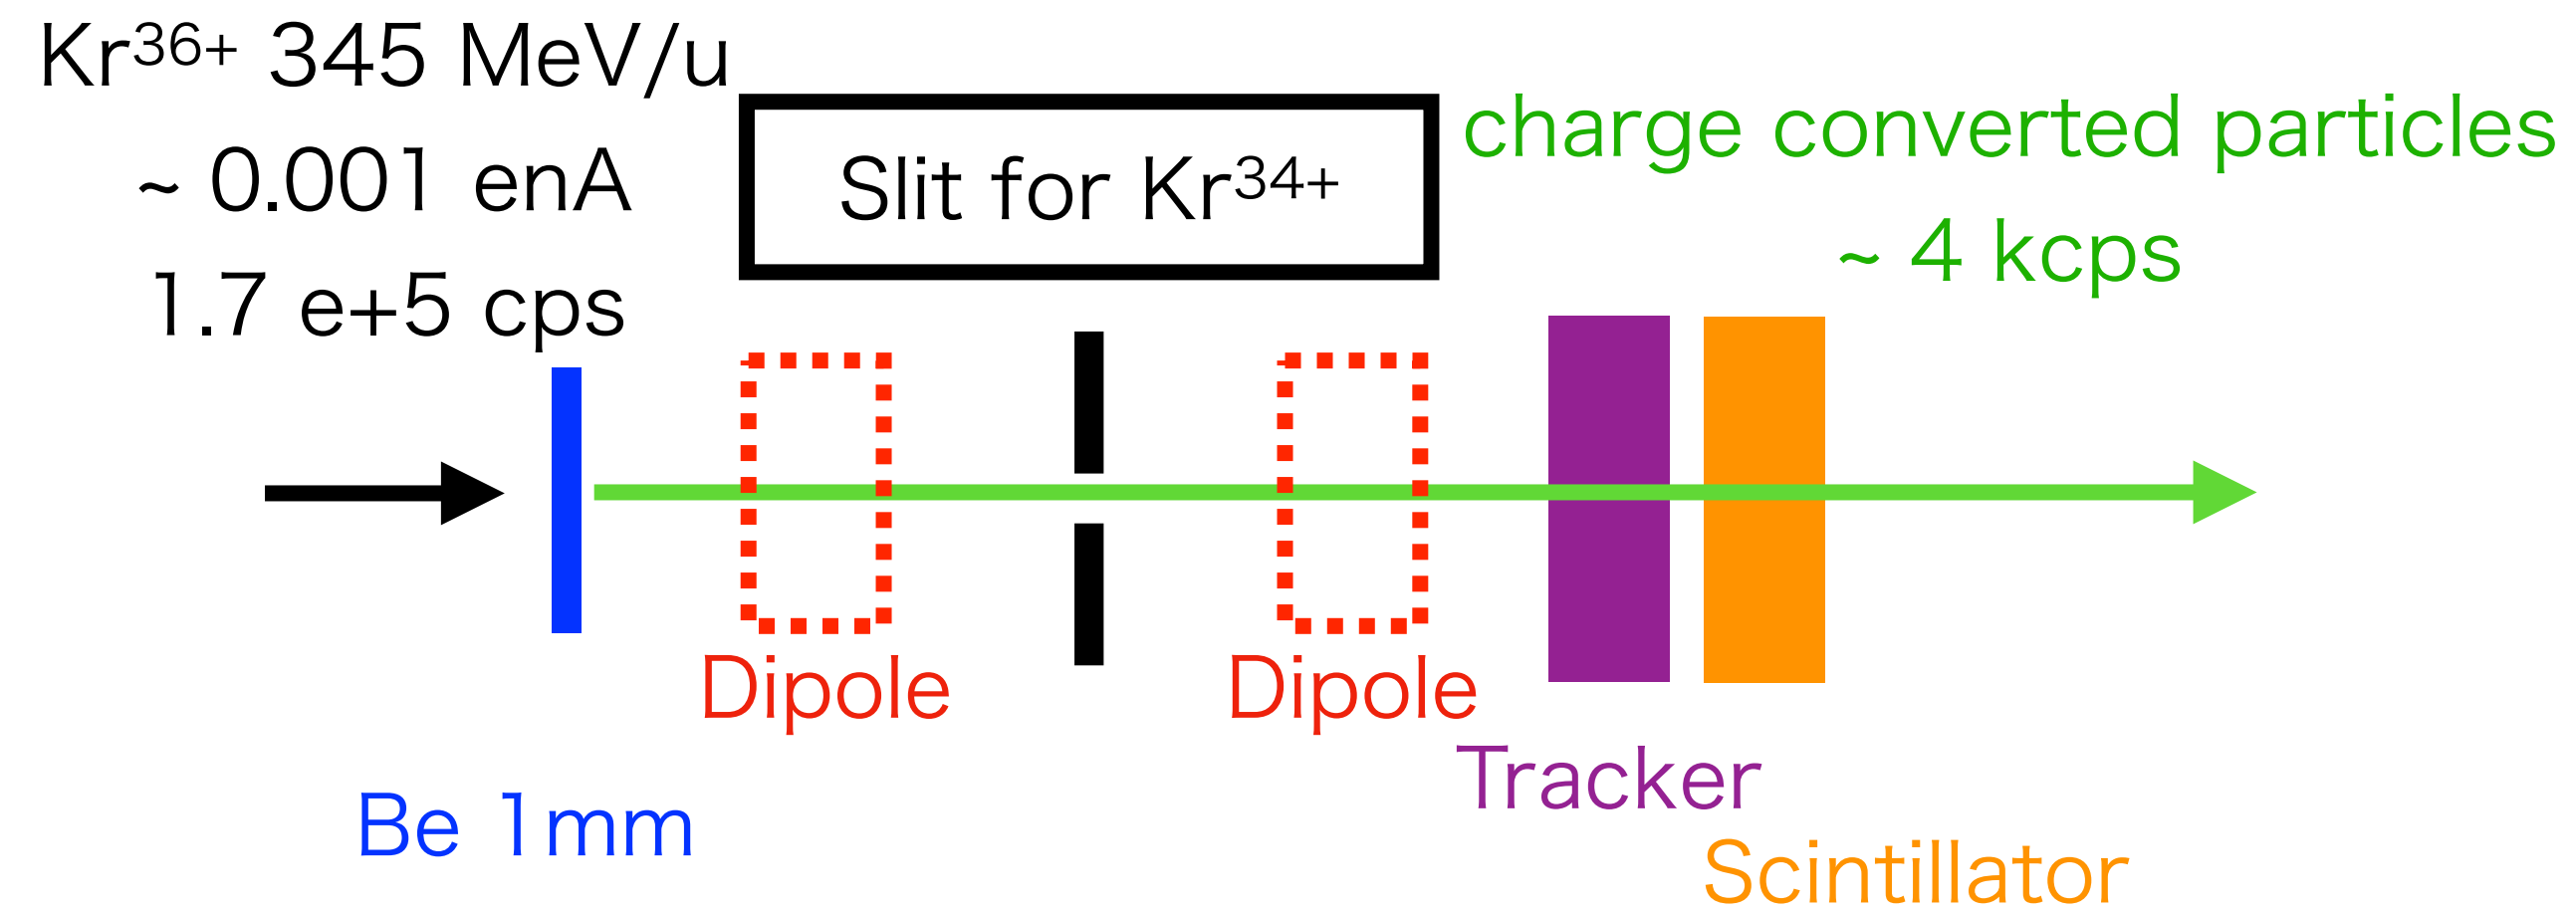 Kr³⁶⁺ 345 MeV/u
~ 0.001 enA
1.7 e+5 cps
Slit for Kr³⁴⁺
charge converted particles
~ 4 kcps
Dipole
Dipole
Tracker
Be 1mm
Scintillator